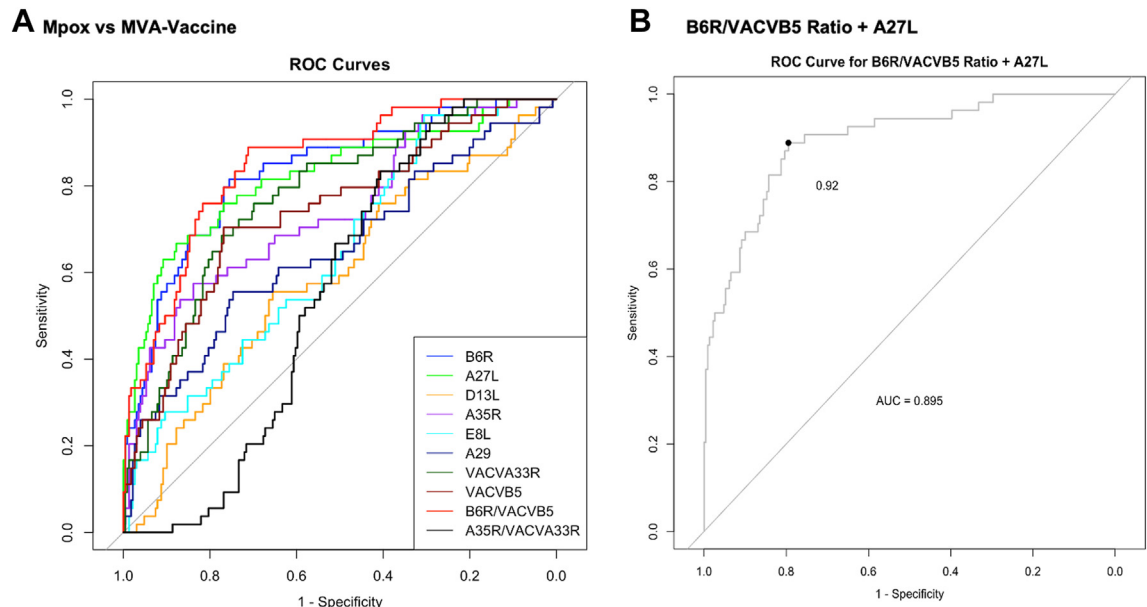 A Mpox vs MVA-Vaccine
ROC Curves
Sensitivity
1.0
0.8
0.6
0.4
0.2
0.0
1.0 0.8 0.6 0.4 0.2 0.0
1 - Specificity
B6R
A27L
D13L
A35R
E8L
A29
VACVA33R
VACVB5
B6R/VACVB5
A35R/VACVA33R
B B6R/VACVB5 Ratio + A27L
ROC Curve for B6R/VACVB5 Ratio + A27L
Sensitivity
1.0
0.8
0.6
0.4
0.2
0.0
0.92
AUC = 0.895
1.0 0.8 0.6 0.4 0.2 0.0
1 - Specificity